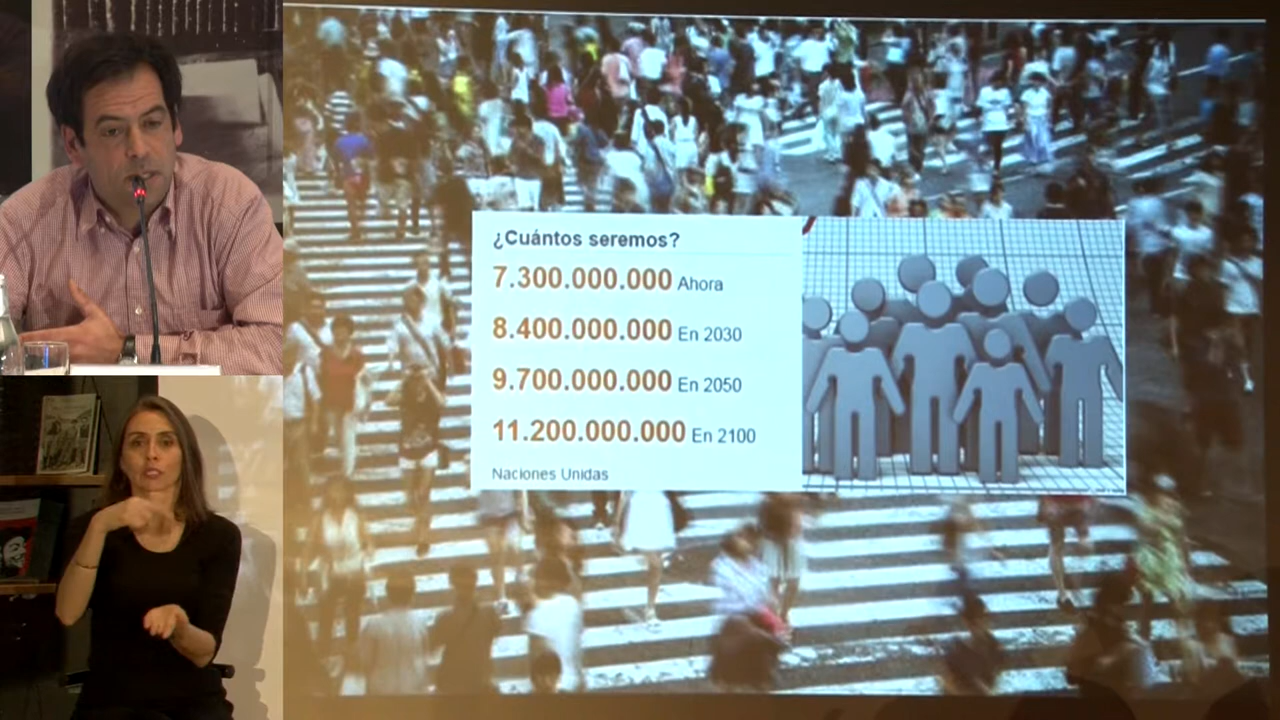 ¿Cuántos seremos?
7.300.000.000 Ahora
8.400.000.000 En 2030
9.700.000.000 En 2050
11.200.000.000 En 2100
Naciones Unidas